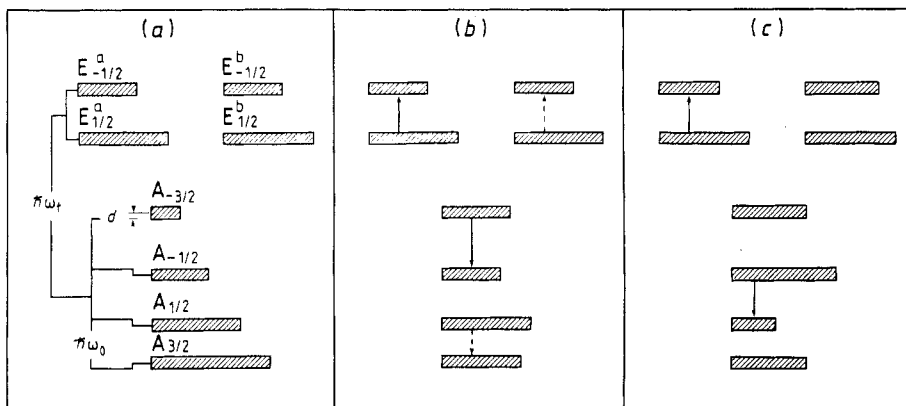 (a) (b) (c)
E^a_{-1/2} E^b_{-1/2}
E^a_{1/2} E^b_{1/2}
A_{-3/2}
ħω_t d
A_{-1/2}
A_{1/2}
ħω_0 A_{3/2}